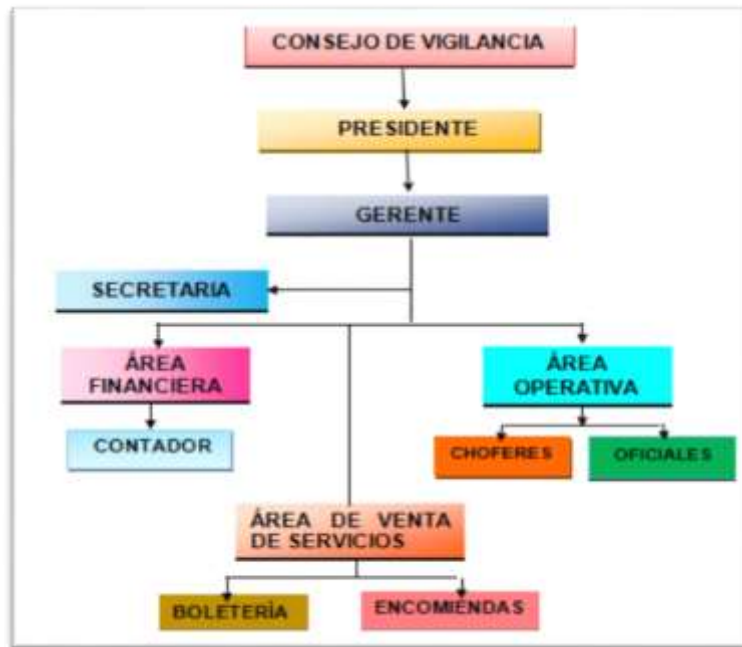 CONSEJO DE VIGILANCIA
PRESIDENTE
GERENTE
SECRETARIA
ÁREA
FINANCIERA
ÁREA
OPERATIVA
CONTADOR
CHOFERES
OFICIALES
ÁREA DE VENTA
DE SERVICIOS
BOLETERÍA
ENCOMIENDAS